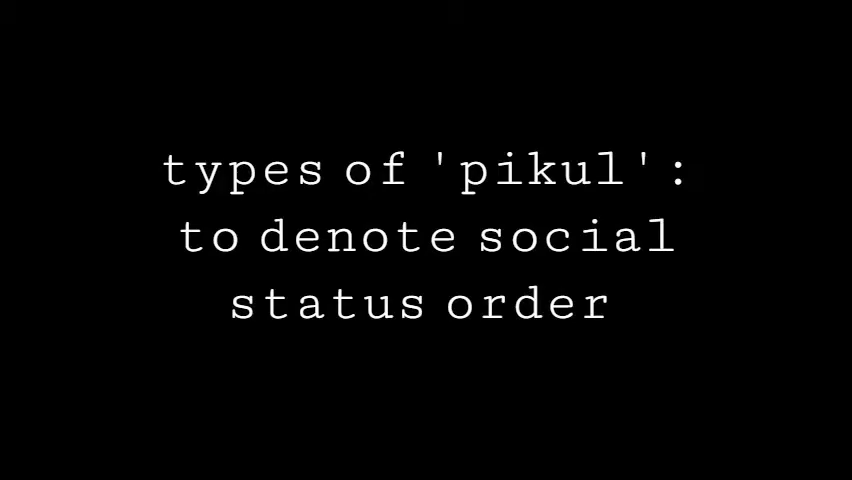 types of 'pikul':
to denote social
status order